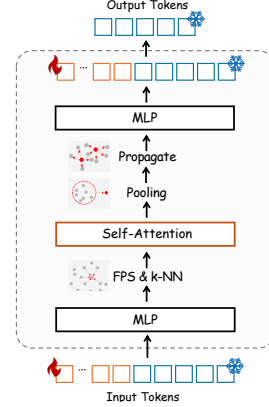 Output Tokens
...
MLP
Propagate
Pooling
Self-Attention
FPS & k-NN
MLP
...
Input Tokens